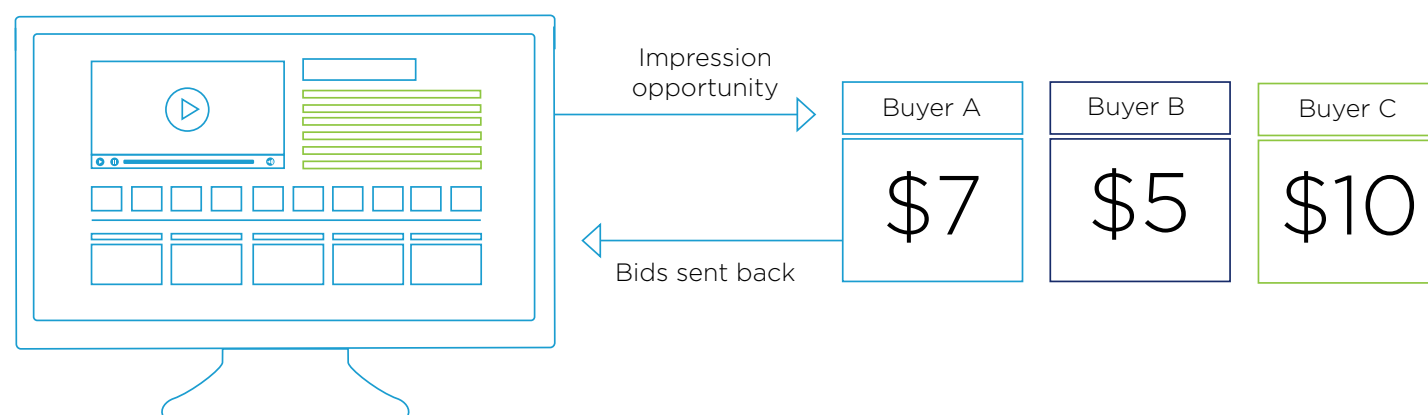 Impression
opportunity
Buyer A
Buyer B
Buyer C
$7
$5
$10
Bids sent back